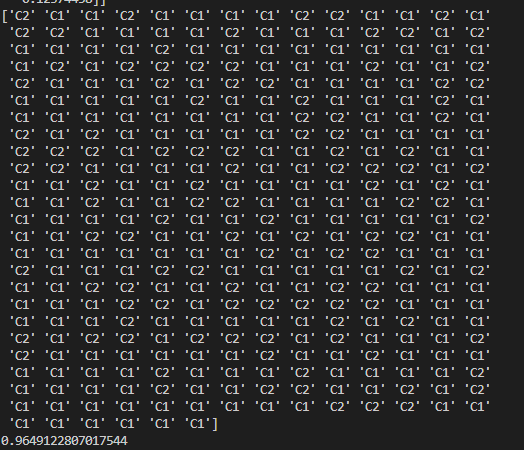 ['C2' 'C1' 'C1' 'C2' 'C1' 'C1' 'C1' 'C1' 'C2' 'C2' 'C1' 'C1' 'C2' 'C1'
'C2' 'C2' 'C1' 'C1' 'C1' 'C2' 'C2' 'C1' 'C1' 'C1' 'C2' 'C2' 'C1' 'C2'
'C1' 'C1' 'C1' 'C1' 'C2' 'C1' 'C1' 'C1' 'C2' 'C1' 'C1' 'C1' 'C1' 'C1'
'C1' 'C2' 'C1' 'C2' 'C2' 'C2' 'C2' 'C1' 'C1' 'C1' 'C1' 'C1' 'C2' 'C2'
'C2' 'C1' 'C1' 'C1' 'C2' 'C1' 'C2' 'C2' 'C1' 'C1' 'C2' 'C1' 'C2' 'C2'
'C1' 'C1' 'C1' 'C1' 'C1' 'C2' 'C1' 'C1' 'C2' 'C2' 'C1' 'C2' 'C1' 'C1'
'C1' 'C1' 'C1' 'C1' 'C1' 'C1' 'C1' 'C1' 'C2' 'C1' 'C2' 'C1' 'C1' 'C1'
'C2' 'C1' 'C2' 'C1' 'C1' 'C1' 'C2' 'C2' 'C2' 'C2' 'C1' 'C1' 'C1' 'C2'
'C2' 'C2' 'C2' 'C1' 'C2' 'C2' 'C2' 'C1' 'C1' 'C2' 'C1' 'C2' 'C1' 'C1'
'C2' 'C2' 'C1' 'C1' 'C1' 'C1' 'C2' 'C1' 'C2' 'C1' 'C1' 'C2' 'C1' 'C1'
'C1' 'C1' 'C2' 'C1' 'C1' 'C1' 'C1' 'C1' 'C1' 'C1' 'C2' 'C1' 'C2' 'C1'
'C1' 'C1' 'C1' 'C1' 'C2' 'C2' 'C2' 'C1' 'C1' 'C2' 'C2' 'C1' 'C1' 'C1'
'C1' 'C1' 'C1' 'C1' 'C2' 'C1' 'C1' 'C1' 'C1' 'C1' 'C1' 'C1' 'C1' 'C2'
'C1' 'C1' 'C2' 'C2' 'C1' 'C1' 'C2' 'C1' 'C2' 'C1' 'C2' 'C2' 'C1' 'C1'
'C1' 'C1' 'C1' 'C1' 'C1' 'C1' 'C1' 'C2' 'C1' 'C2' 'C2' 'C1' 'C2' 'C1'
'C2' 'C1' 'C1' 'C1' 'C2' 'C2' 'C1' 'C1' 'C1' 'C1' 'C1' 'C2' 'C1' 'C2'
'C1' 'C1' 'C1' 'C2' 'C2' 'C1' 'C1' 'C2' 'C1' 'C1' 'C1' 'C2' 'C1' 'C1'
'C1' 'C1' 'C2' 'C2' 'C1' 'C2' 'C2' 'C2' 'C2' 'C2' 'C2' 'C1' 'C1' 'C1'
'C1' 'C1' 'C1' 'C2' 'C1' 'C1' 'C1' 'C1' 'C1' 'C2' 'C1' 'C2' 'C1' 'C1'
'C2' 'C2' 'C1' 'C1' 'C1' 'C2' 'C2' 'C2' 'C1' 'C1' 'C1' 'C1' 'C1' 'C2'
'C2' 'C1' 'C1' 'C1' 'C1' 'C1' 'C1' 'C2' 'C1' 'C1' 'C2' 'C1' 'C1' 'C1'
'C1' 'C1' 'C1' 'C1' 'C2' 'C1' 'C1' 'C1' 'C1' 'C1' 'C1' 'C2' 'C1' 'C1'
'C1' 'C1' 'C1' 'C1' 'C2' 'C1' 'C1' 'C2' 'C2' 'C1' 'C1' 'C2' 'C1' 'C2'
'C1' 'C1' 'C1' 'C1' 'C1' 'C1' 'C1' 'C1' 'C1' 'C2' 'C2' 'C2' 'C1' 'C1'
'C1' 'C1' 'C1' 'C1' 'C1' 'C1']
0.9649122807017544